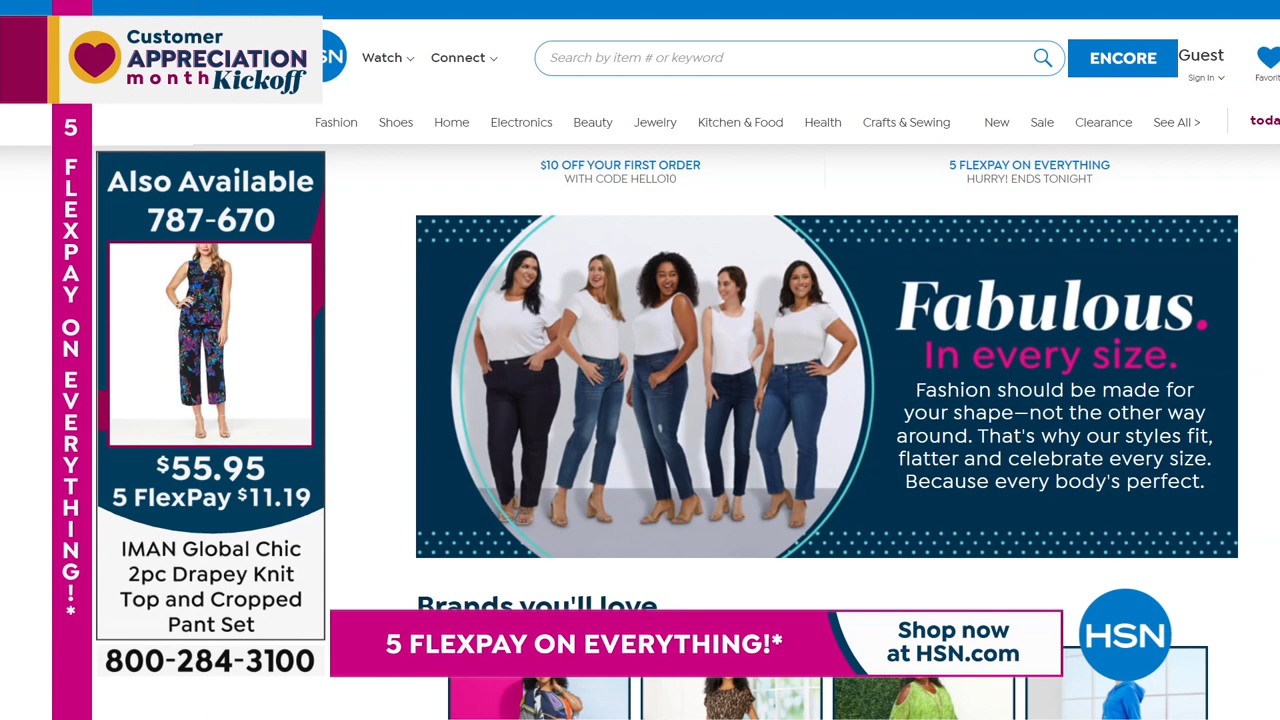 Customer
APPRECIATION
month Kickoff
SN
Watch
Connect
Search by item # or keyword
ENCORE
Guest
Sign In
Favorit
Fashion
Shoes
Home
Electronics
Beauty
Jewelry
Kitchen & Food
Health
Crafts & Sewing
New
Sale
Clearance
See All >
toda
$10 OFF YOUR FIRST ORDER
WITH CODE HELLO10
5 FLEXPAY ON EVERYTHING
HURRY! ENDS TONIGHT
5 FLEXPAY ON EVERYTHING!*
Also Available
787-670
$55.95
5 FlexPay $11.19
IMAN Global Chic
2pc Drapey Knit
Top and Cropped
Pant Set
800-284-3100
Fabulous.
In every size.
Fashion should be made for
your shape—not the other way
around. That's why our styles fit,
flatter and celebrate every size.
Because every body's perfect.
Brands you'll love
5 FLEXPAY ON EVERYTHING!*
Shop now
at HSN.com
HSN